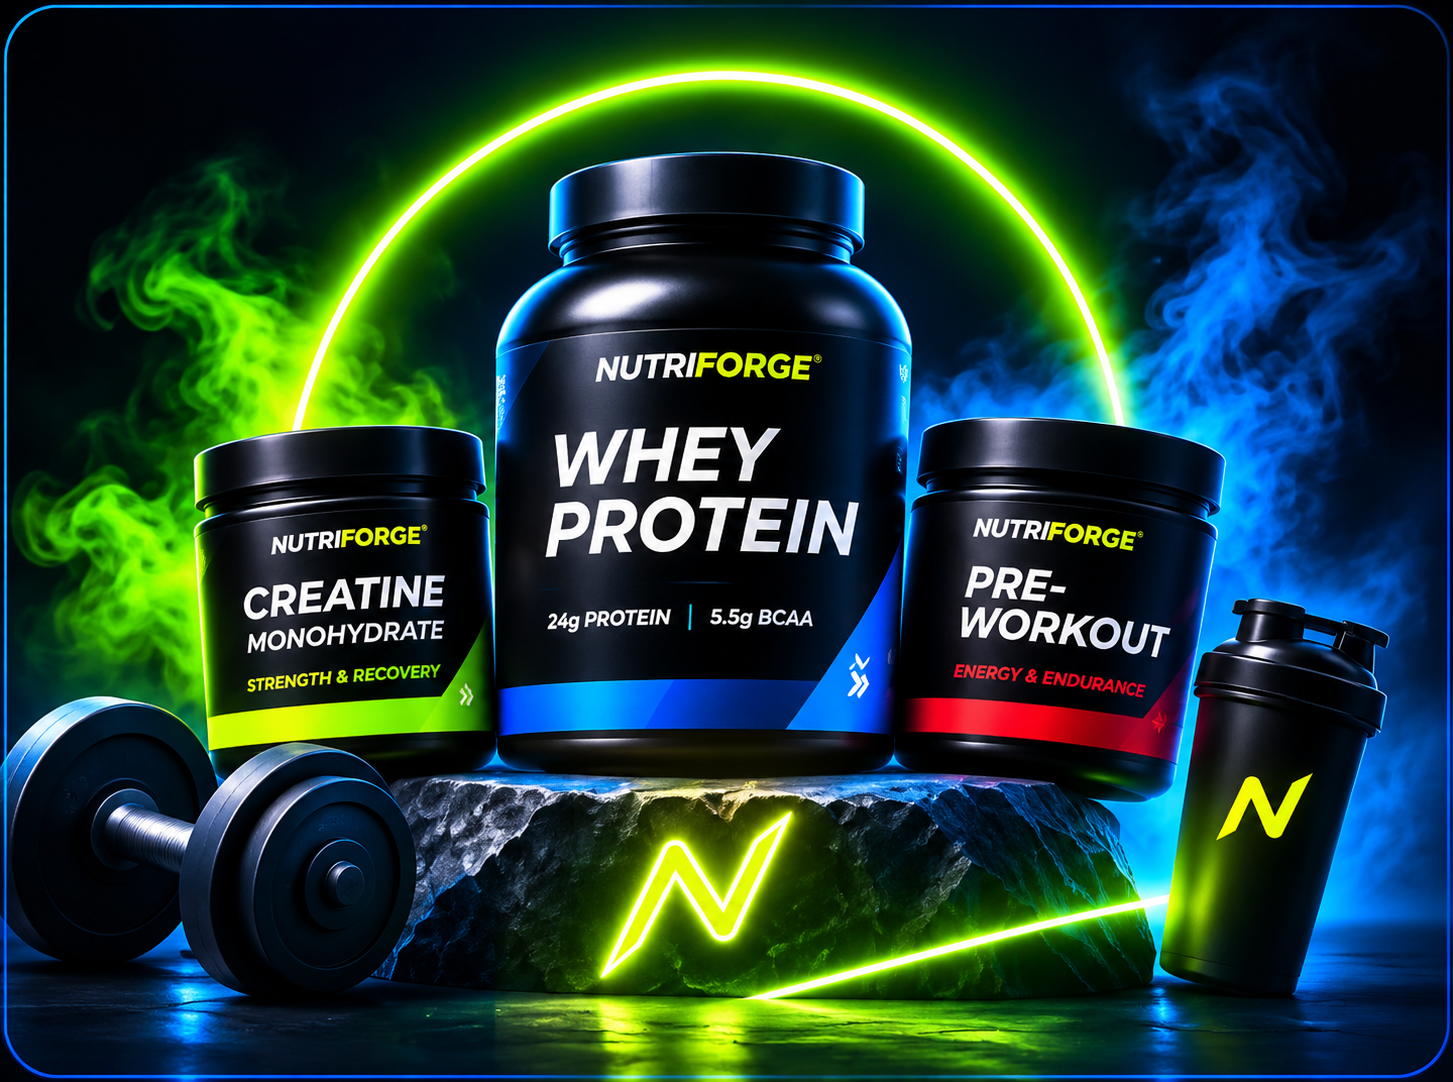 NUTRIFORGE®
WHEY
PROTEIN
24g PROTEIN | 5.5g BCAA
NUTRIFORGE®
CREATINE
MONOHYDRATE
STRENGTH & RECOVERY
NUTRIFORGE®
PRE-
WORKOUT
ENERGY & ENDURANCE
N
N